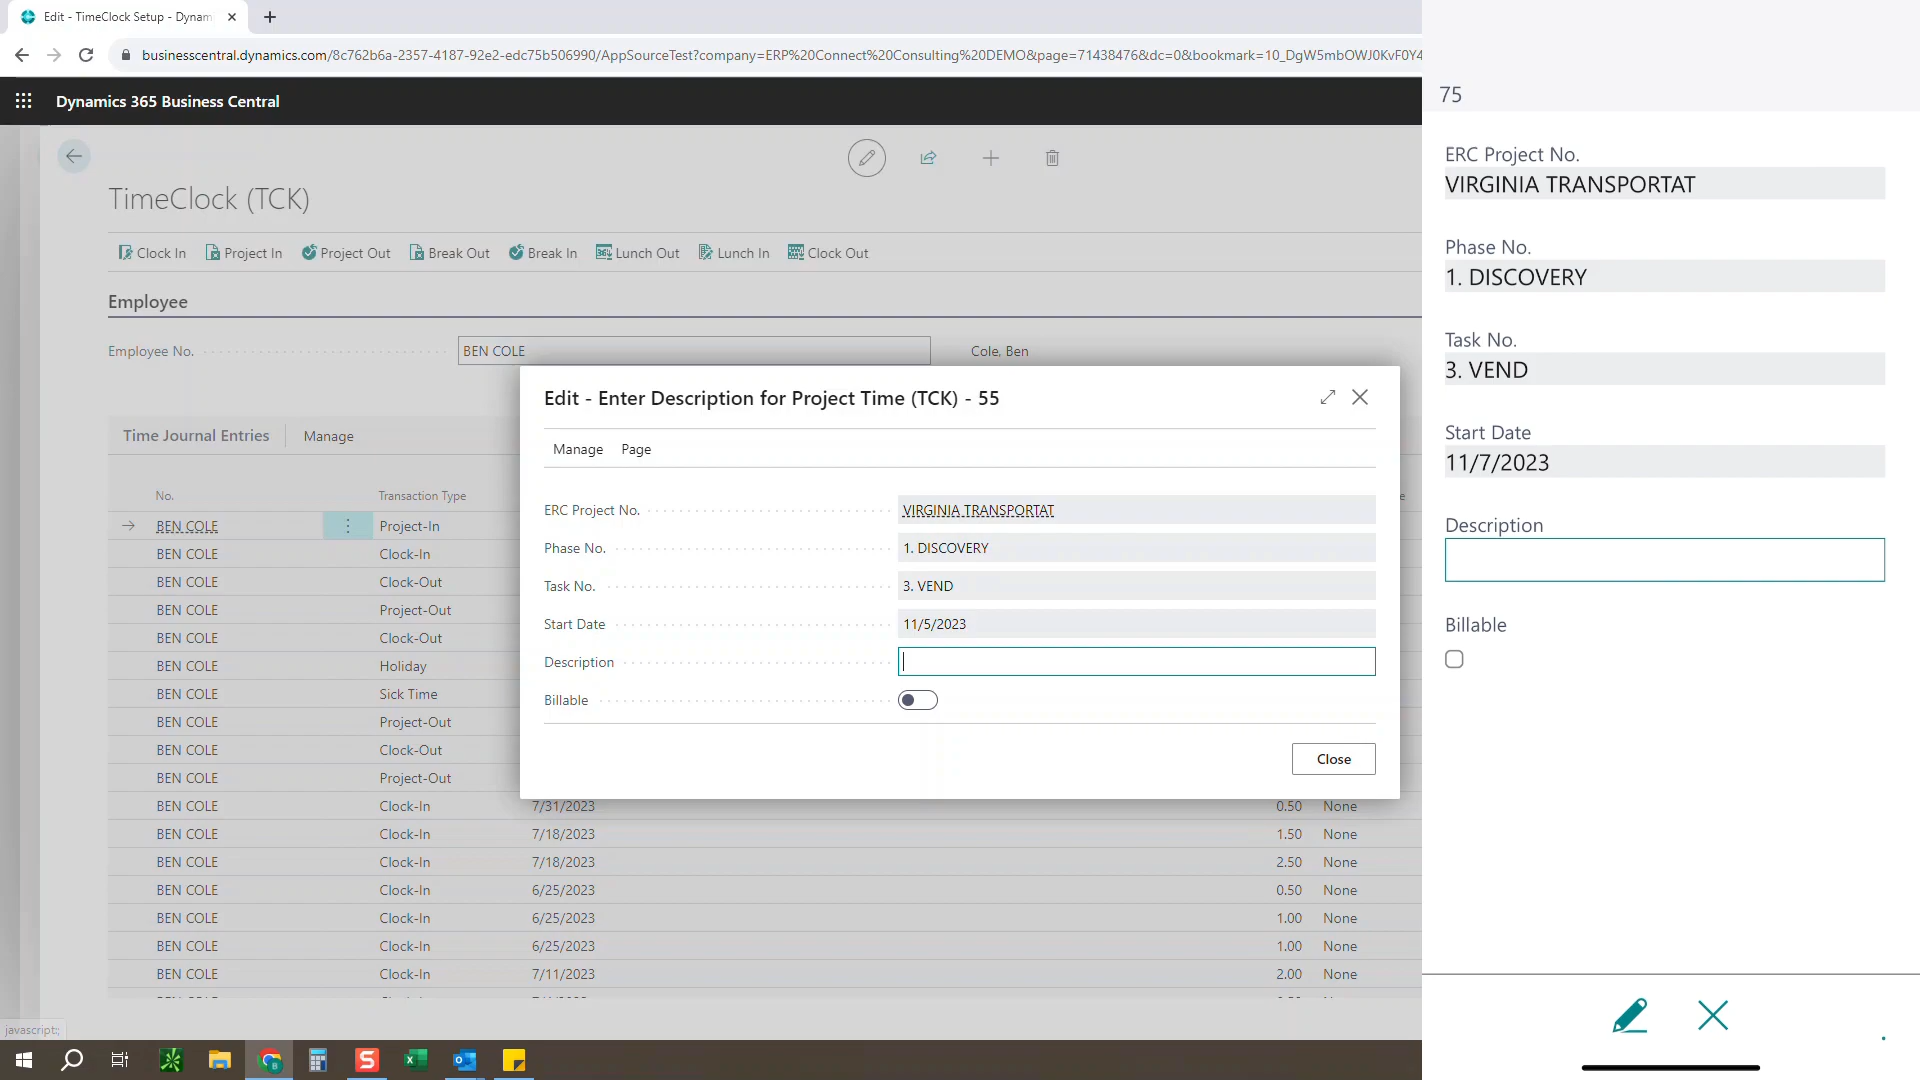 Edit - TimeClock Setup - Dynam
businesscentral.dynamics.com/8c762b6a-2357-4187-92e2-edc75b506990/AppSourceTest?company=ERP%20Connect%20Consulting%20DEMO&page=71438476&dc=0&bookmark=10_DgW5mbOWJ0KvF0Y4
Dynamics 365 Business Central
TimeClock (TCK)
Clock In Project In Project Out Break Out Break In Lunch Out Lunch In Clock Out
Employee
Employee No. BEN COLE Cole, Ben
Time Journal Entries Manage
No. Transaction Type
BEN COLE Project-In
BEN COLE Clock-In
BEN COLE Clock-Out
BEN COLE Project-Out
BEN COLE Clock-Out
BEN COLE Holiday
BEN COLE Sick Time
BEN COLE Project-Out
BEN COLE Clock-Out
BEN COLE Project-Out
BEN COLE Clock-In 7/31/2023 0.50 None
BEN COLE Clock-In 7/18/2023 1.50 None
BEN COLE Clock-In 7/18/2023 2.50 None
BEN COLE Clock-In 6/25/2023 0.50 None
BEN COLE Clock-In 6/25/2023 1.00 None
BEN COLE Clock-In 6/25/2023 1.00 None
BEN COLE Clock-In 7/11/2023 2.00 None
javascript:;
Edit - Enter Description for Project Time (TCK) - 55
Manage Page
ERC Project No. VIRGINIA TRANSPORTAT
Phase No. 1. DISCOVERY
Task No. 3. VEND
Start Date 11/5/2023
Description
Billable
Close
75
ERC Project No.
VIRGINIA TRANSPORTAT
Phase No.
1. DISCOVERY
Task No.
3. VEND
Start Date
11/7/2023
Description
Billable